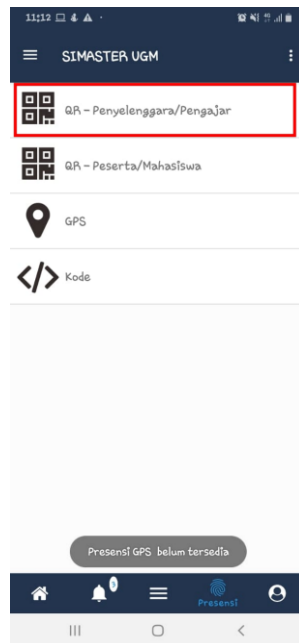 11:12
SIMASTER UGM
QR - Penyelenggara/Pengajar
QR - Peserta/Mahasiswa
GPS
Kode
Presensi GPS belum tersedia
Presensi